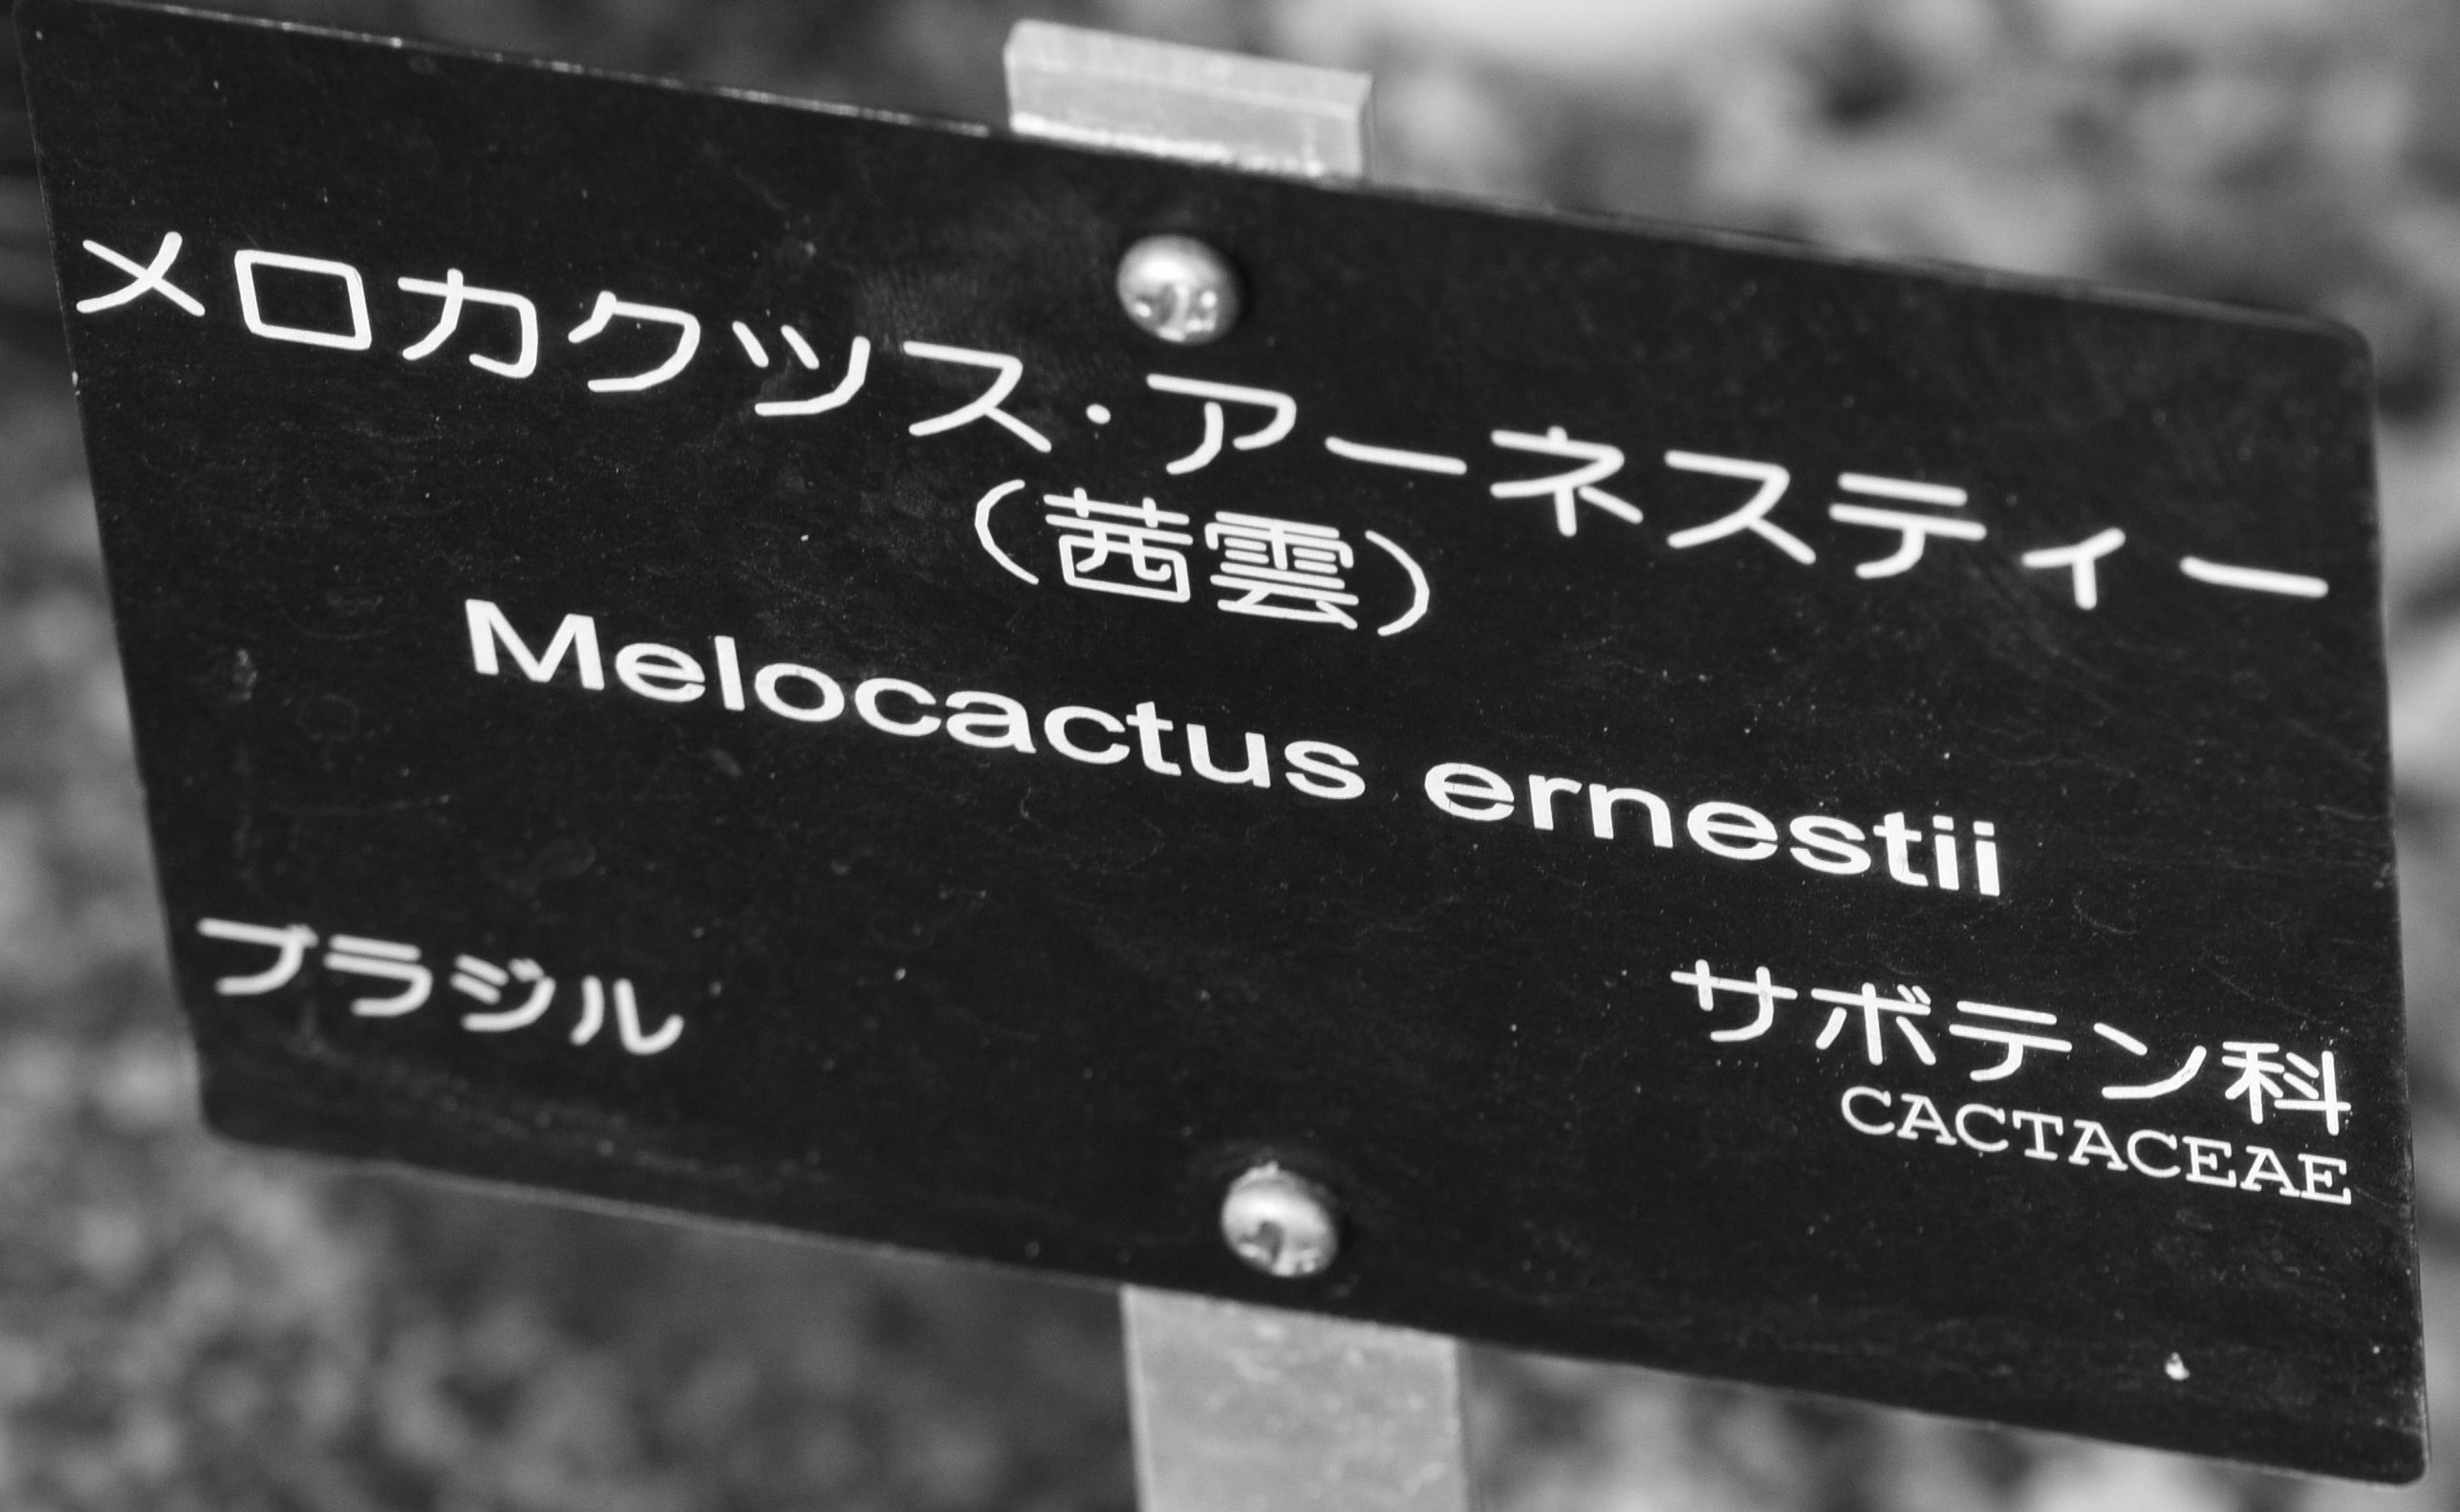 メロカクツス・アーネスティー
（茜雲）
Melocactus ernestii
ブラジル
サボテン科
CACTACEAE